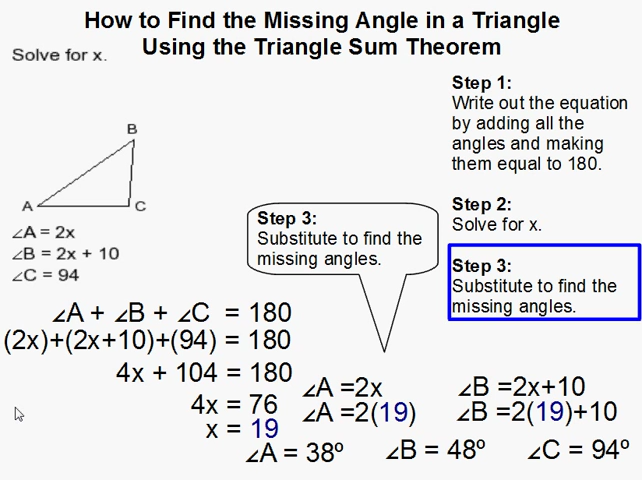 How to Find the Missing Angle in a Triangle
Using the Triangle Sum Theorem
Solve for x.
B
A
C
∠A = 2x
∠B = 2x + 10
∠C = 94
Step 1:
Write out the equation
by adding all the
angles and making
them equal to 180.
Step 2:
Solve for x.
Step 3:
Substitute to find the
missing angles.
Step 3:
Substitute to find the
missing angles.
∠A + ∠B + ∠C = 180
(2x)+(2x+10)+(94) = 180
4x + 104 = 180
4x = 76
x = 19
∠A =2x
∠A =2(19)
∠B =2x+10
∠B =2(19)+10
∠A = 38º
∠B = 48º
∠C = 94º